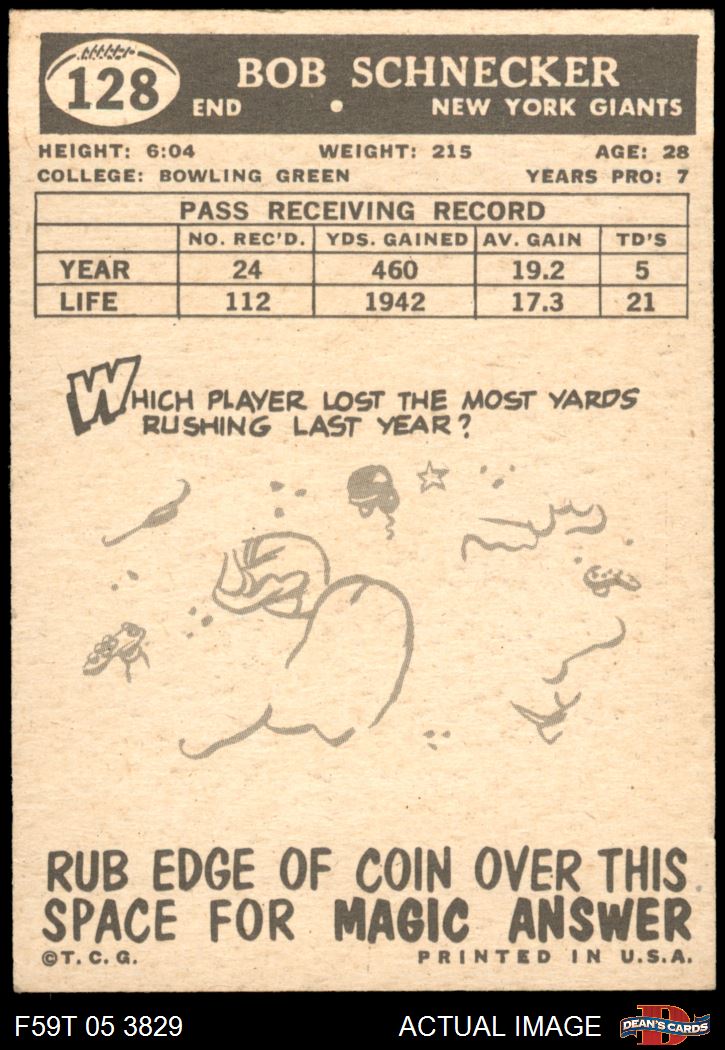 128
BOB SCHNECKER
END • NEW YORK GIANTS
HEIGHT: 6:04 WEIGHT: 215 AGE: 28
COLLEGE: BOWLING GREEN YEARS PRO: 7
PASS RECEIVING RECORD
NO. REC'D. YDS. GAINED AV. GAIN TD'S
YEAR 24 460 19.2 5
LIFE 112 1942 17.3 21
WHICH PLAYER LOST THE MOST YARDS
RUSHING LAST YEAR?
RUB EDGE OF COIN OVER THIS
SPACE FOR MAGIC ANSWER
©T. C. G. PRINTED IN U.S.A.
F59T 05 3829 ACTUAL IMAGE D DEAN'S CARDS